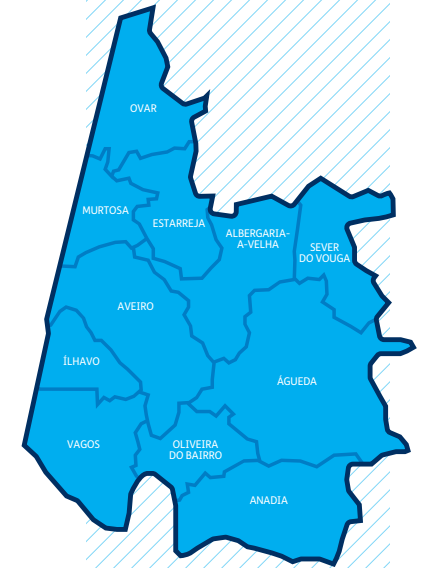 OVAR
MURTOSA
ESTARREJA
ALBERGARIA-
A-VELHA
SEVER
DO VOUGA
AVEIRO
ÍLHAVO
ÁGUEDA
VAGOS
OLIVEIRA
DO BAIRRO
ANADIA